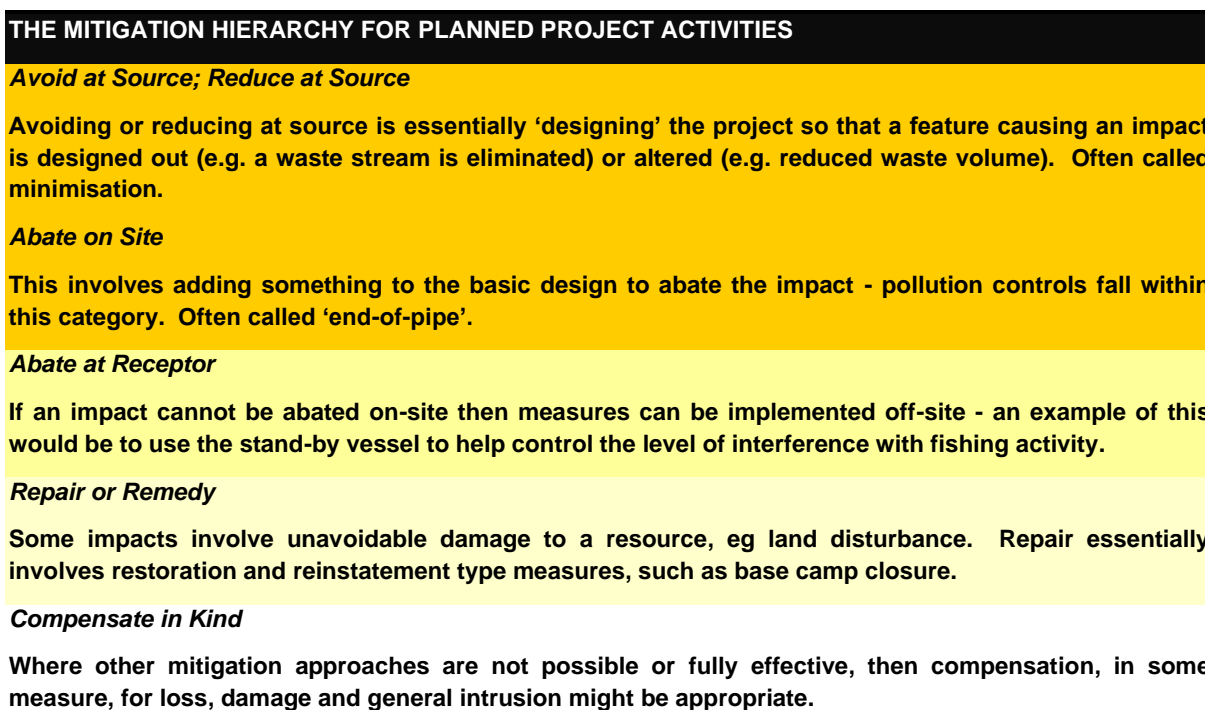 THE MITIGATION HIERARCHY FOR PLANNED PROJECT ACTIVITIES
Avoid at Source; Reduce at Source
Avoiding or reducing at source is essentially ‘designing’ the project so that a feature causing an impact
is designed out (e.g. a waste stream is eliminated) or altered (e.g. reduced waste volume). Often called
minimisation.
Abate on Site
This involves adding something to the basic design to abate the impact - pollution controls fall within
this category. Often called ‘end-of-pipe’.
Abate at Receptor
If an impact cannot be abated on-site then measures can be implemented off-site - an example of this
would be to use the stand-by vessel to help control the level of interference with fishing activity.
Repair or Remedy
Some impacts involve unavoidable damage to a resource, eg land disturbance. Repair essentially
involves restoration and reinstatement type measures, such as base camp closure.
Compensate in Kind
Where other mitigation approaches are not possible or fully effective, then compensation, in some
measure, for loss, damage and general intrusion might be appropriate.